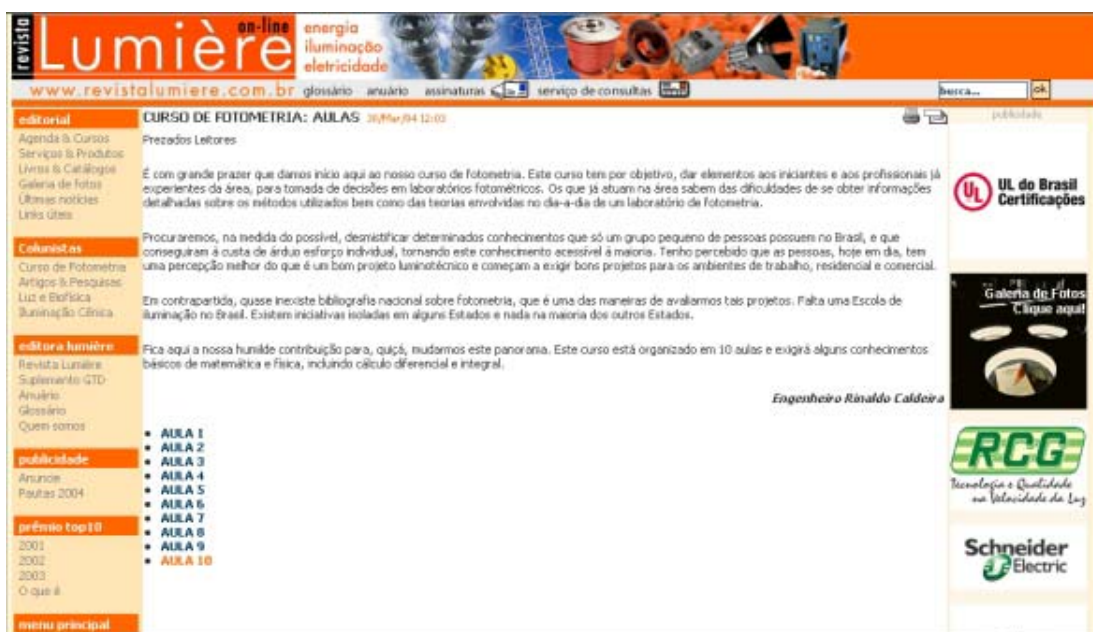 revista
Lumière
on-line
energia
iluminação
eletricidade
www.revistalumiere.com.br
glossário anuário assinaturas serviço de consultas
busca... ok
editorial
Agenda & Cursos
Serviços & Produtos
Livros & Catálogos
Galeria de fotos
Últimas notícias
Links úteis
Colunistas
Curso de Fotometria
Artigos & Pesquisas
Luz e Biofísica
Iluminação Cênica
editora lumière
Revista Lumière
Suplemento GTD
Anuário
Glossário
Quem somos
publicidade
Anuncie
Pautas 2004
prêmio top10
2001
2002
2003
O que é
menu principal
CURSO DE FOTOMETRIA: AULAS 30/Mar/04 12:03
Prezados Leitores
É com grande prazer que damos início aqui ao nosso curso de fotometria. Este curso tem por objetivo, dar elementos aos iniciantes e aos profissionais já
experientes da área, para tomada de decisões em laboratórios fotométricos. Os que já atuam na área sabem das dificuldades de se obter informações
detalhadas sobre os métodos utilizados bem como das teorias envolvidas no dia-a-dia de um laboratório de fotometria.
Procuraremos, na medida do possível, desmistificar determinados conhecimentos que só um grupo pequeno de pessoas possuem no Brasil, e que
conseguiram à custa de árduo esforço individual, tornando este conhecimento acessível à maioria. Tenho percebido que as pessoas, hoje em dia, tem
uma percepção melhor do que é um bom projeto luminotécnico e começam a exigir bons projetos para os ambientes de trabalho, residencial e comercial.
Em contrapartida, quase inexiste bibliografia nacional sobre fotometria, que é uma das maneiras de avaliarmos tais projetos. Falta uma Escola de
iluminação no Brasil. Existem iniciativas isoladas em alguns Estados e nada na maioria dos outros Estados.
Fica aqui a nossa humilde contribuição para, quiçá, mudarmos este panorama. Este curso está organizado em 10 aulas e exigirá alguns conhecimentos
básicos de matemática e física, incluindo cálculo diferencial e integral.
Engenheiro Rinaldo Caldeira
AULA 1
AULA 2
AULA 3
AULA 4
AULA 5
AULA 6
AULA 7
AULA 8
AULA 9
AULA 10
publicidade
UL
UL do Brasil
Certificações
Galeria de Fotos
Clique aqui!
RCG
Tecnologia e Qualidade
na Velocidade da Luz
Schneider
Electric